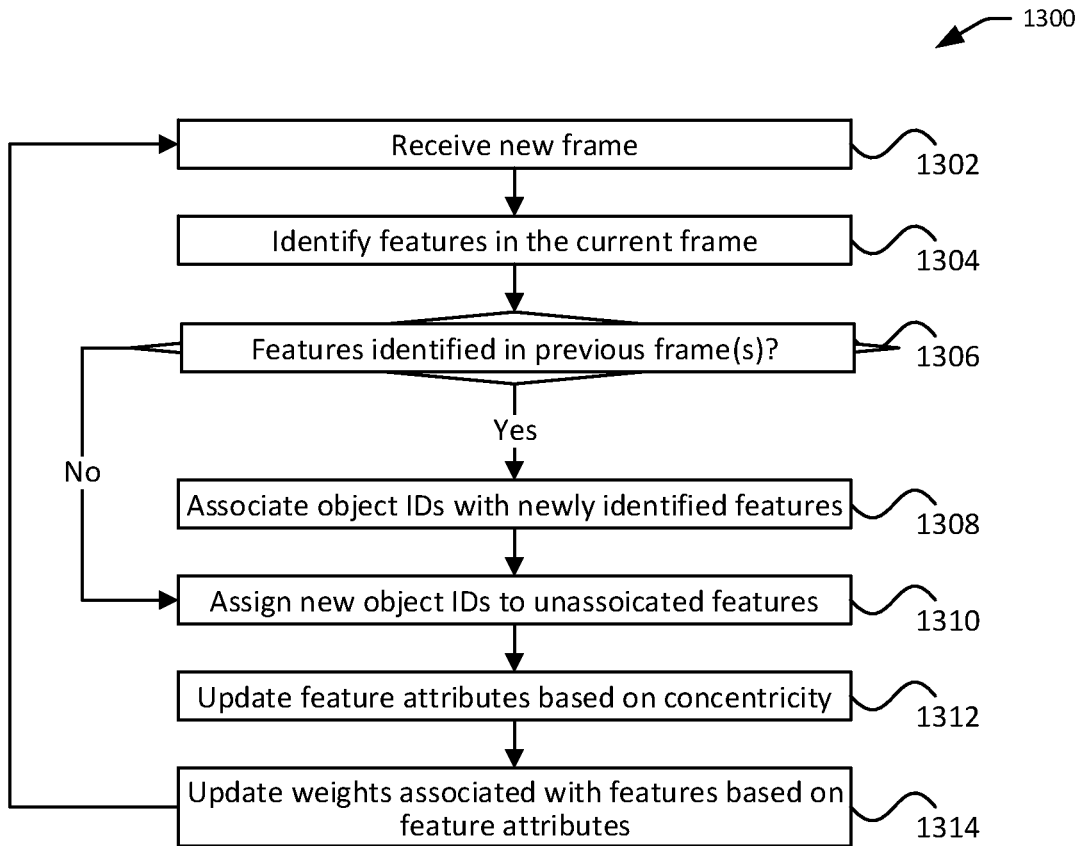 1300
Receive new frame
1302
Identify features in the current frame
1304
Features identified in previous frame(s)?
1306
Yes
No
Associate object IDs with newly identified features
1308
Assign new object IDs to unassoicated features
1310
Update feature attributes based on concentricity
1312
Update weights associated with features based on
feature attributes
1314